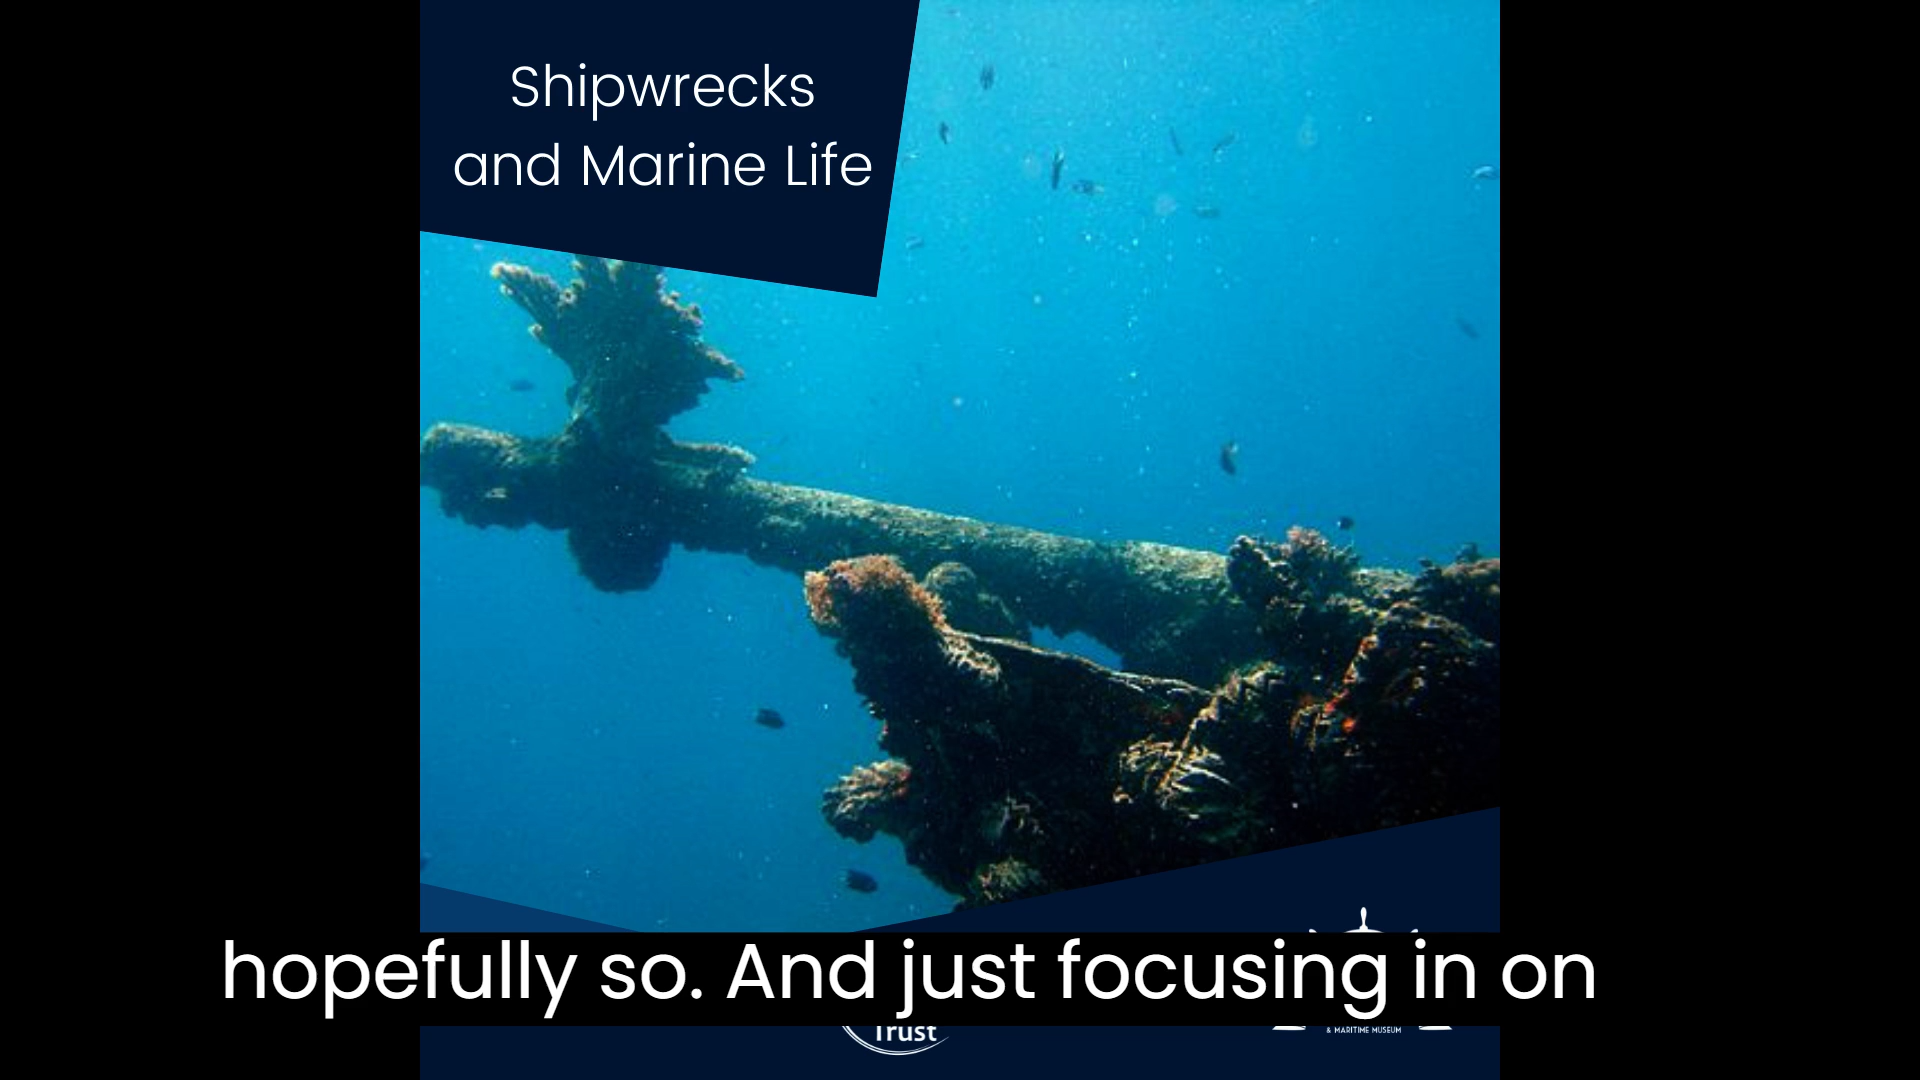 Shipwrecks
and Marine Life
hopefully so. And just focusing in on
Trust
& MARITIME MUSEUM